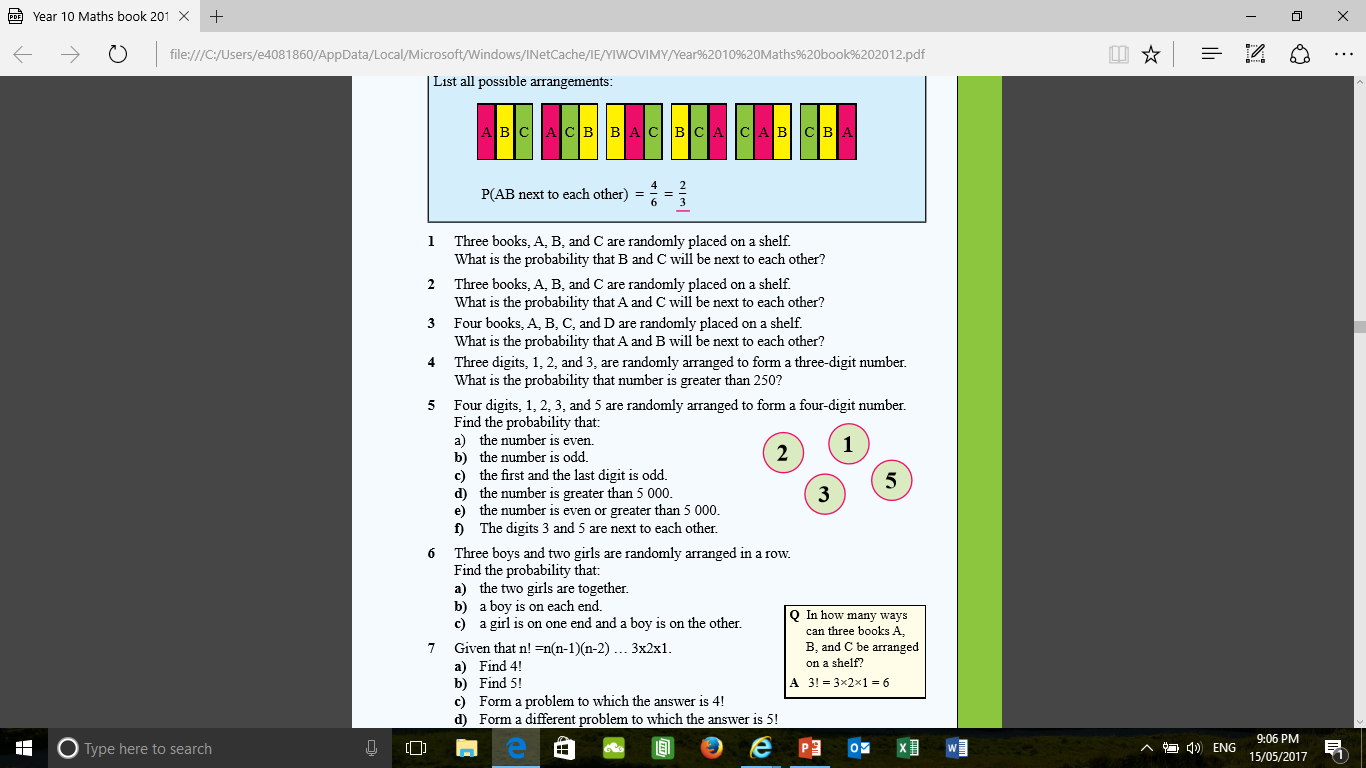 Year 10 Maths book 201
file:///C:/Users/e4081860/AppData/Local/Microsoft/Windows/INetCache/IE/YIWOVIMY/Year%2010%20Maths%20book%202012.pdf
List all possible arrangements:
A B C A C B B A C B C A C A B C B A
P(AB next to each other) = 4/6 = 2/3
1 Three books, A, B, and C are randomly placed on a shelf.
What is the probability that B and C will be next to each other?
2 Three books, A, B, and C are randomly placed on a shelf.
What is the probability that A and C will be next to each other?
3 Four books, A, B, C, and D are randomly placed on a shelf.
What is the probability that A and B will be next to each other?
4 Three digits, 1, 2, and 3, are randomly arranged to form a three-digit number.
What is the probability that number is greater than 250?
5 Four digits, 1, 2, 3, and 5 are randomly arranged to form a four-digit number.
Find the probability that:
a) the number is even.
b) the number is odd.
c) the first and the last digit is odd.
d) the number is greater than 5 000.
e) the number is even or greater than 5 000.
f) The digits 3 and 5 are next to each other.
2 1
3 5
6 Three boys and two girls are randomly arranged in a row.
Find the probability that:
a) the two girls are together.
b) a boy is on each end.
c) a girl is on one end and a boy is on the other.
7 Given that n! =n(n-1)(n-2) … 3x2x1.
a) Find 4!
b) Find 5!
c) Form a problem to which the answer is 4!
d) Form a different problem to which the answer is 5!
Q In how many ways
can three books A,
B, and C be arranged
on a shelf?
A 3! = 3×2×1 = 6
Type here to search
ENG
9:06 PM
15/05/2017
1